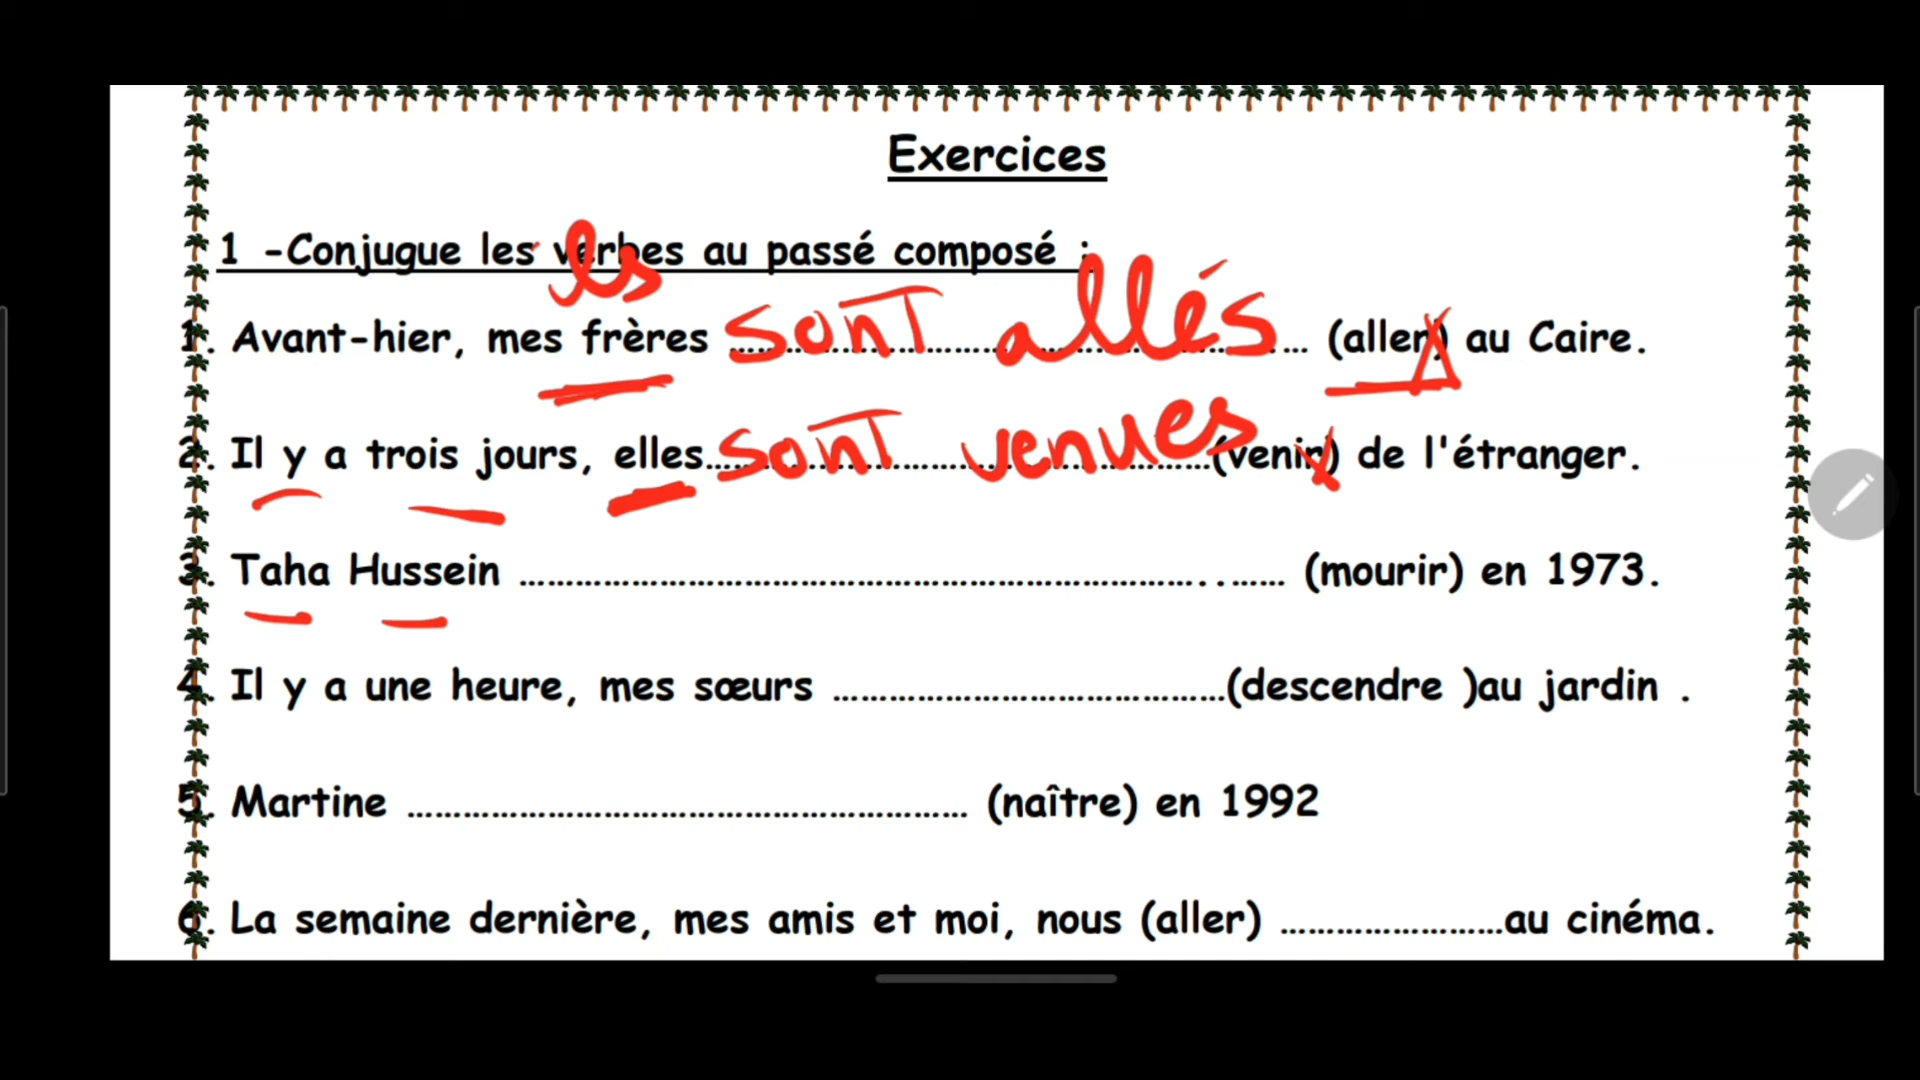 Exercices
1 -Conjugue les verbes au passé composé :
ls
1. Avant-hier, mes frères sont allés (aller) au Caire.
2. Il y a trois jours, elles sont venues (venir) de l'étranger.
3. Taha Hussein ........................ (mourir) en 1973.
4. Il y a une heure, mes sœurs ........................(descendre )au jardin .
5. Martine ........................ (naître) en 1992
6. La semaine dernière, mes amis et moi, nous (aller) ........................au cinéma.